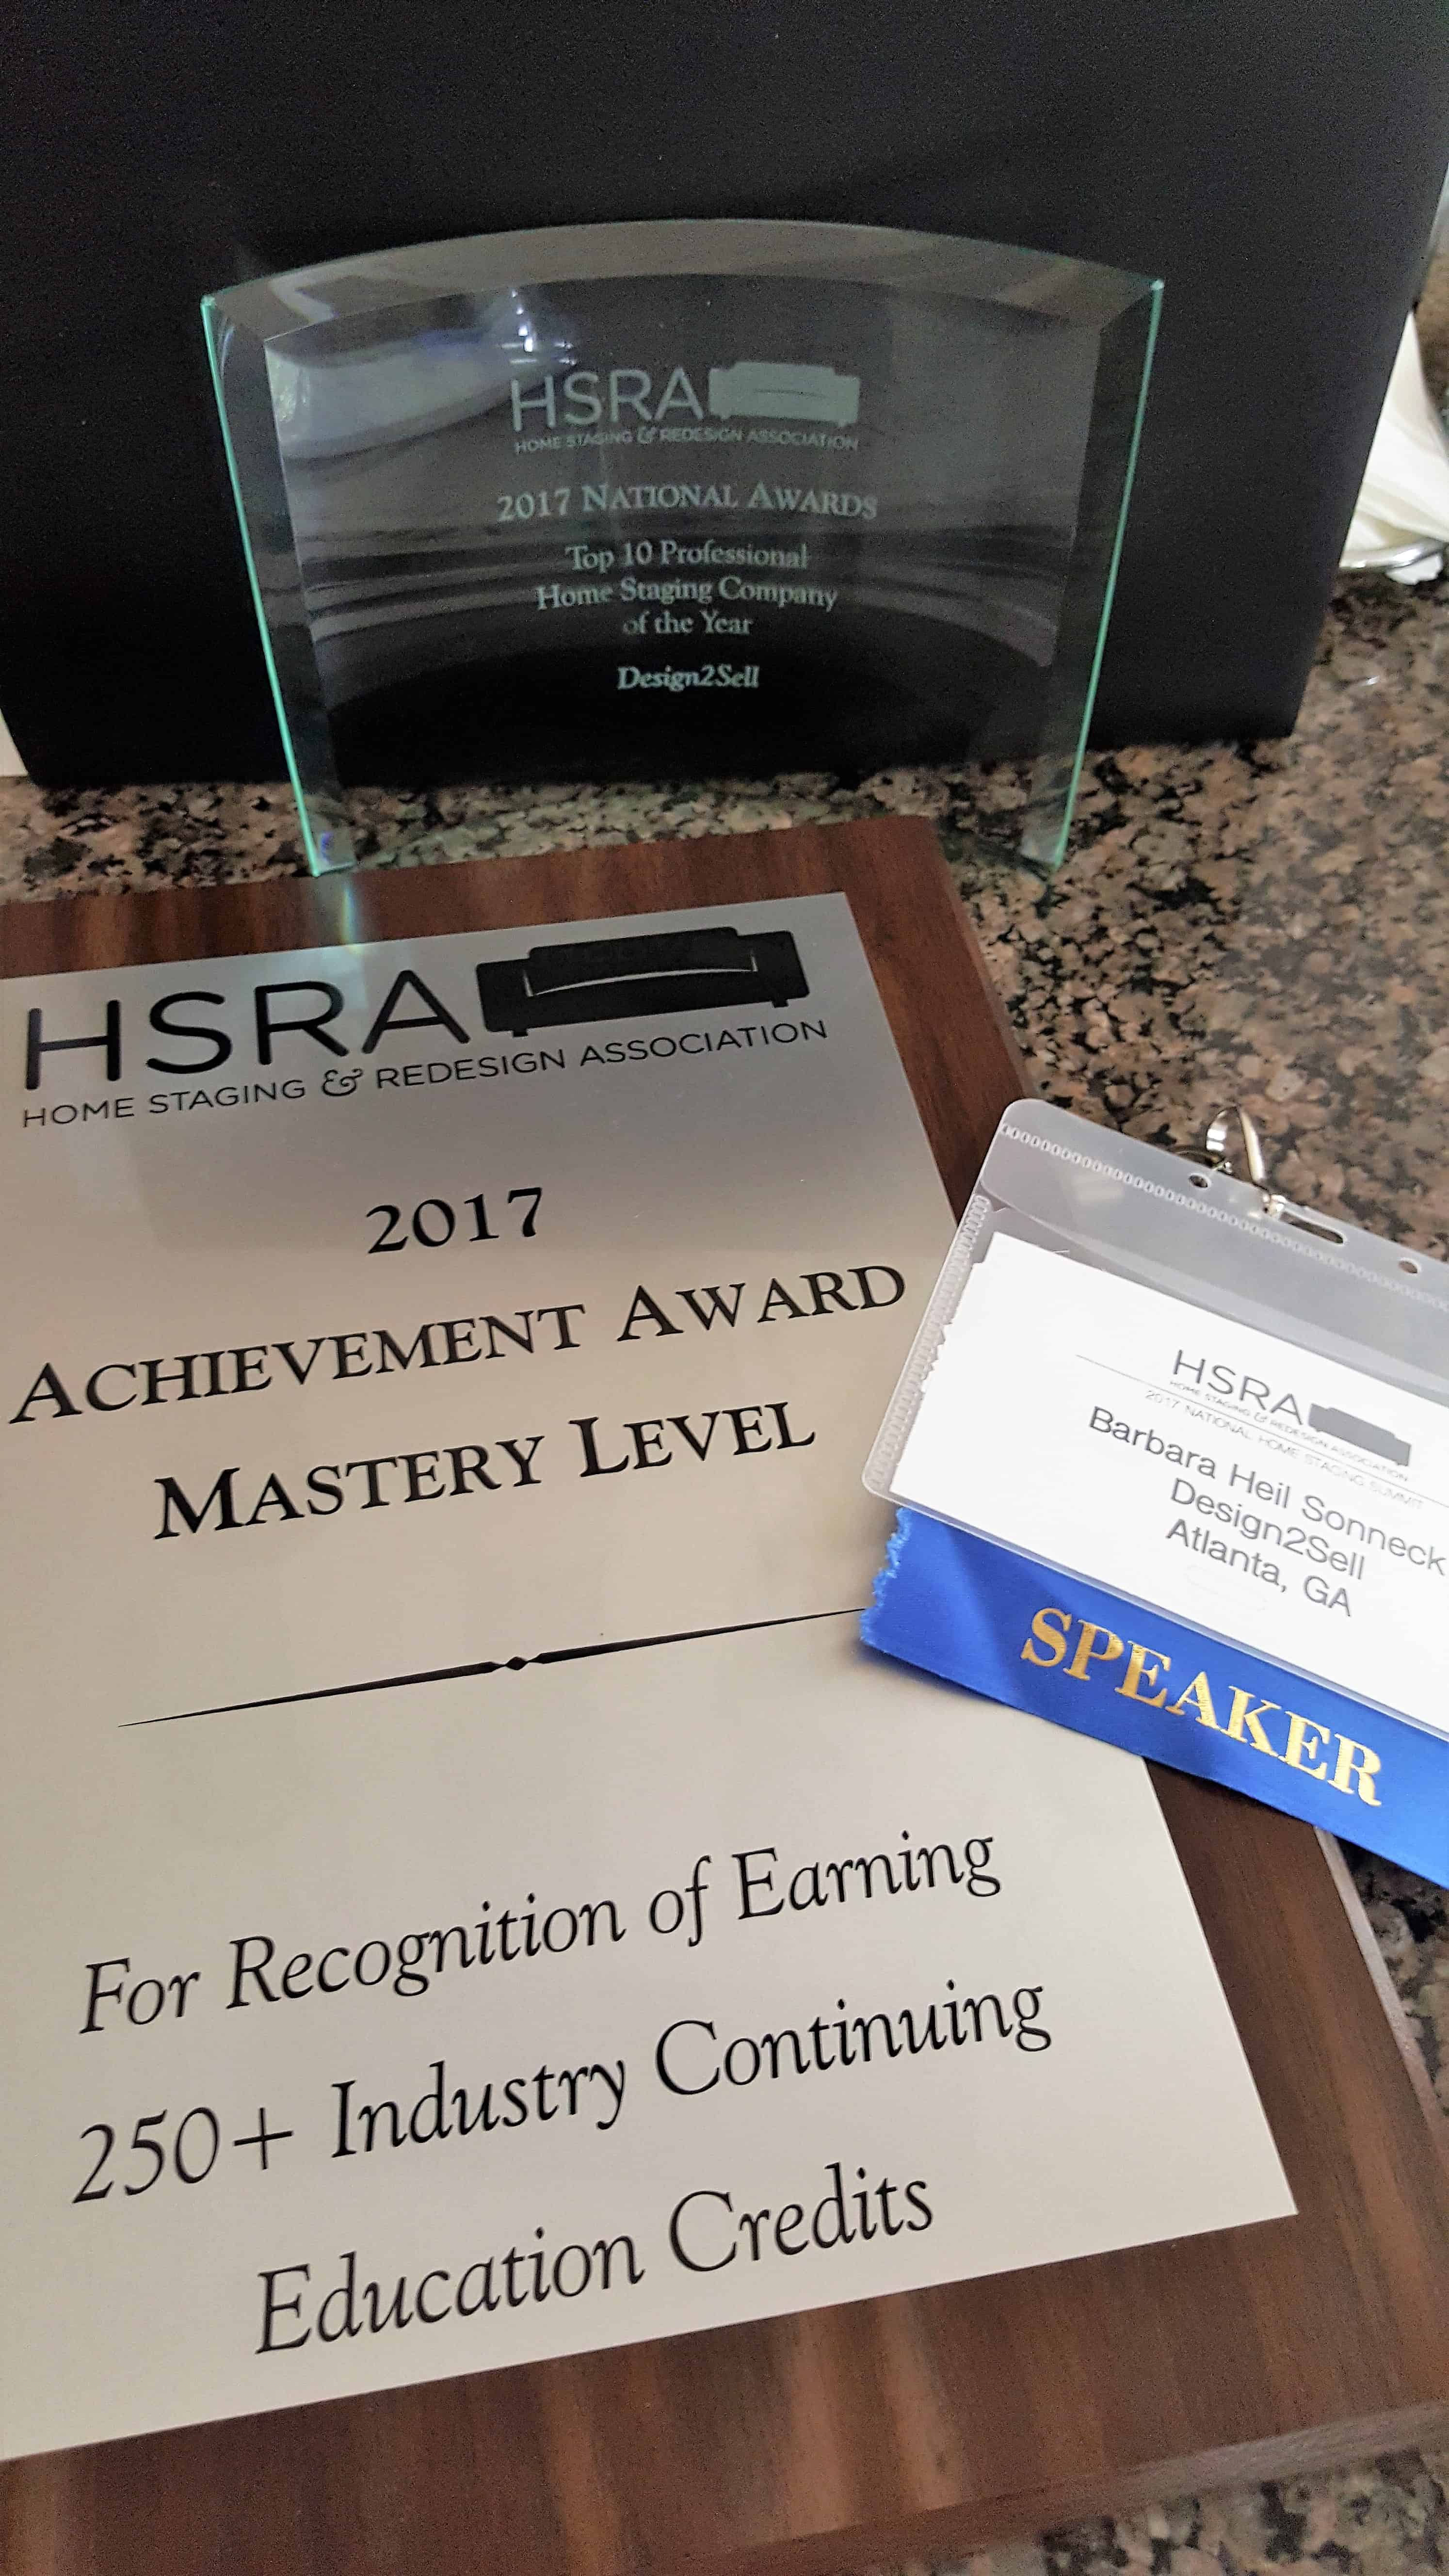 HSRA
HOME STAGING & REDESIGN ASSOCIATION
2017 NATIONAL AWARDS
Top 10 Professional
Home Staging Company
of the Year
Design2Sell
HSRA
HOME STAGING & REDESIGN ASSOCIATION
2017
ACHIEVEMENT AWARD
MASTERY LEVEL
For Recognition of Earning
250+ Industry Continuing
Education Credits
HSRA
HOME STAGING & REDESIGN ASSOCIATION
2017 NATIONAL HOME STAGING SUMMIT
Barbara Heil Sonneck
Design2Sell
Atlanta, GA
SPEAKER